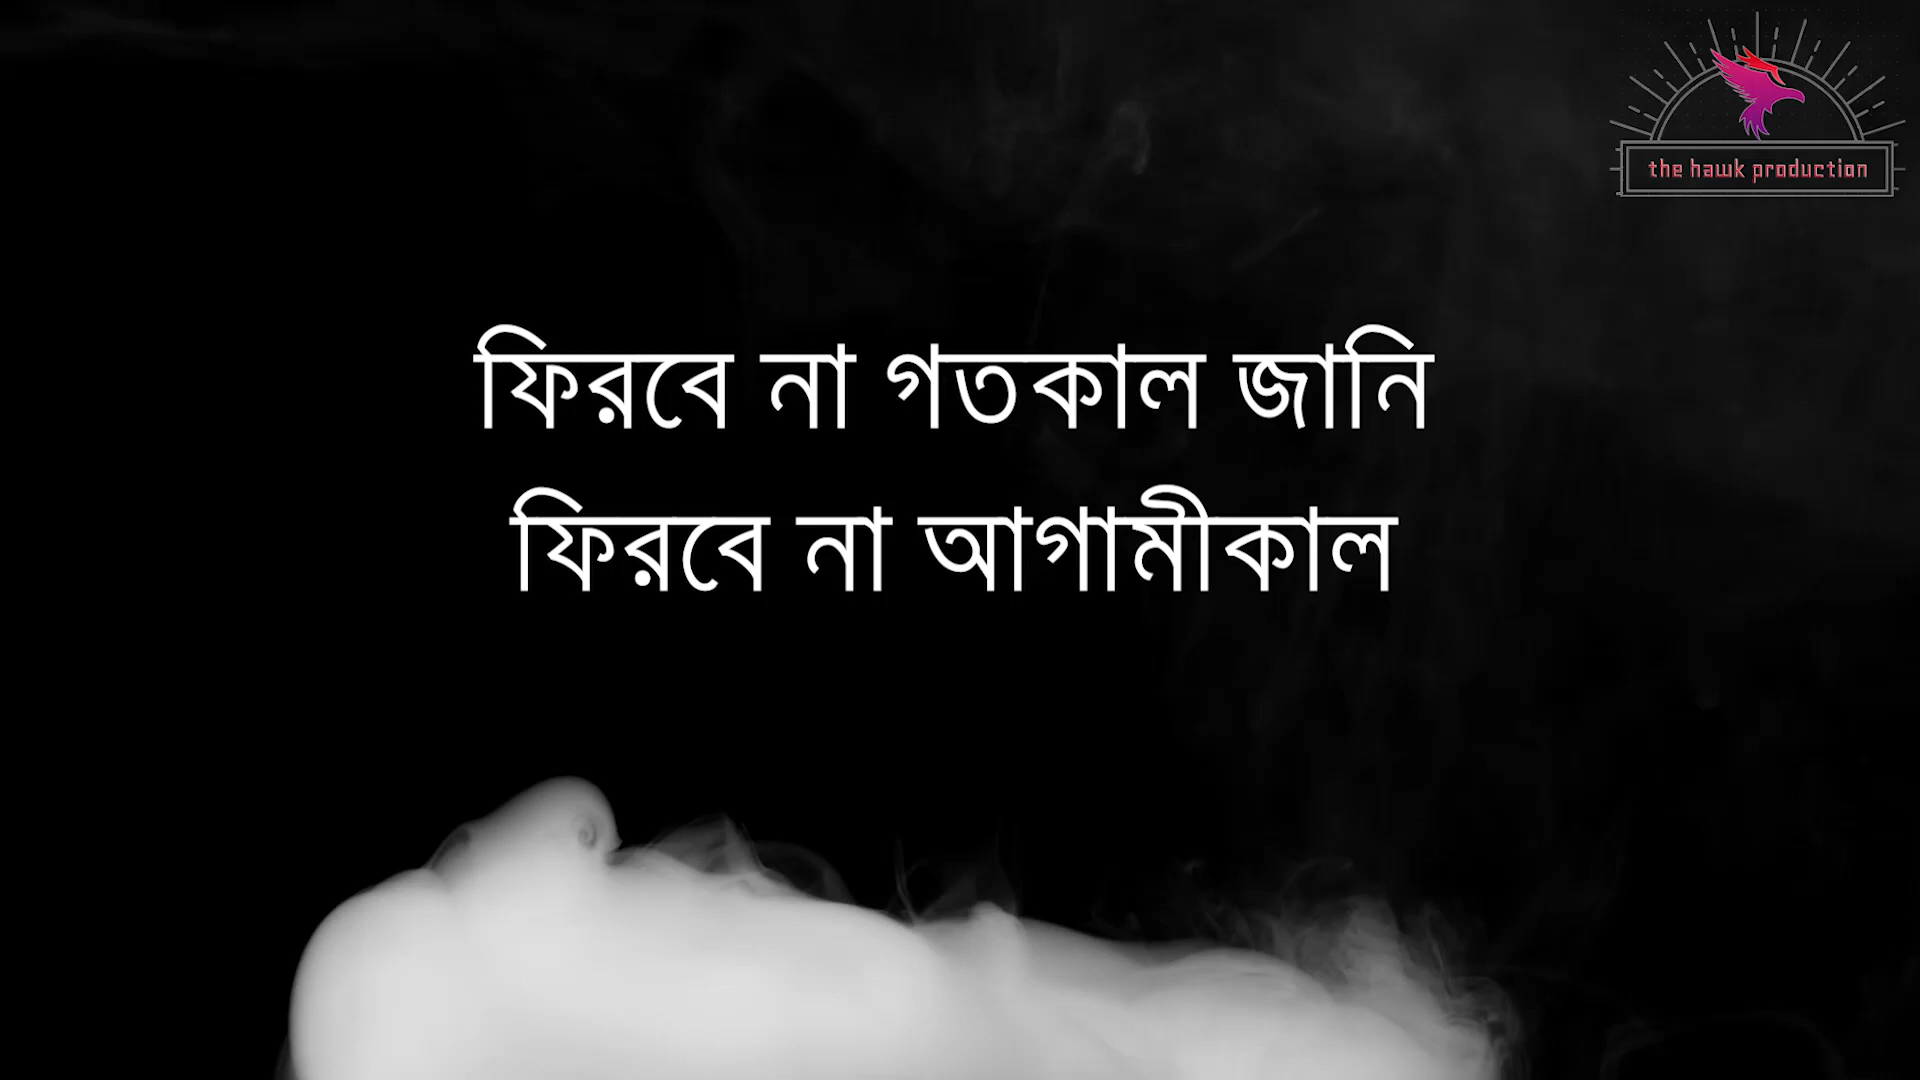 the hawk production
ফিরবে না গতকাল জানি
ফিরবে না আগামীকাল